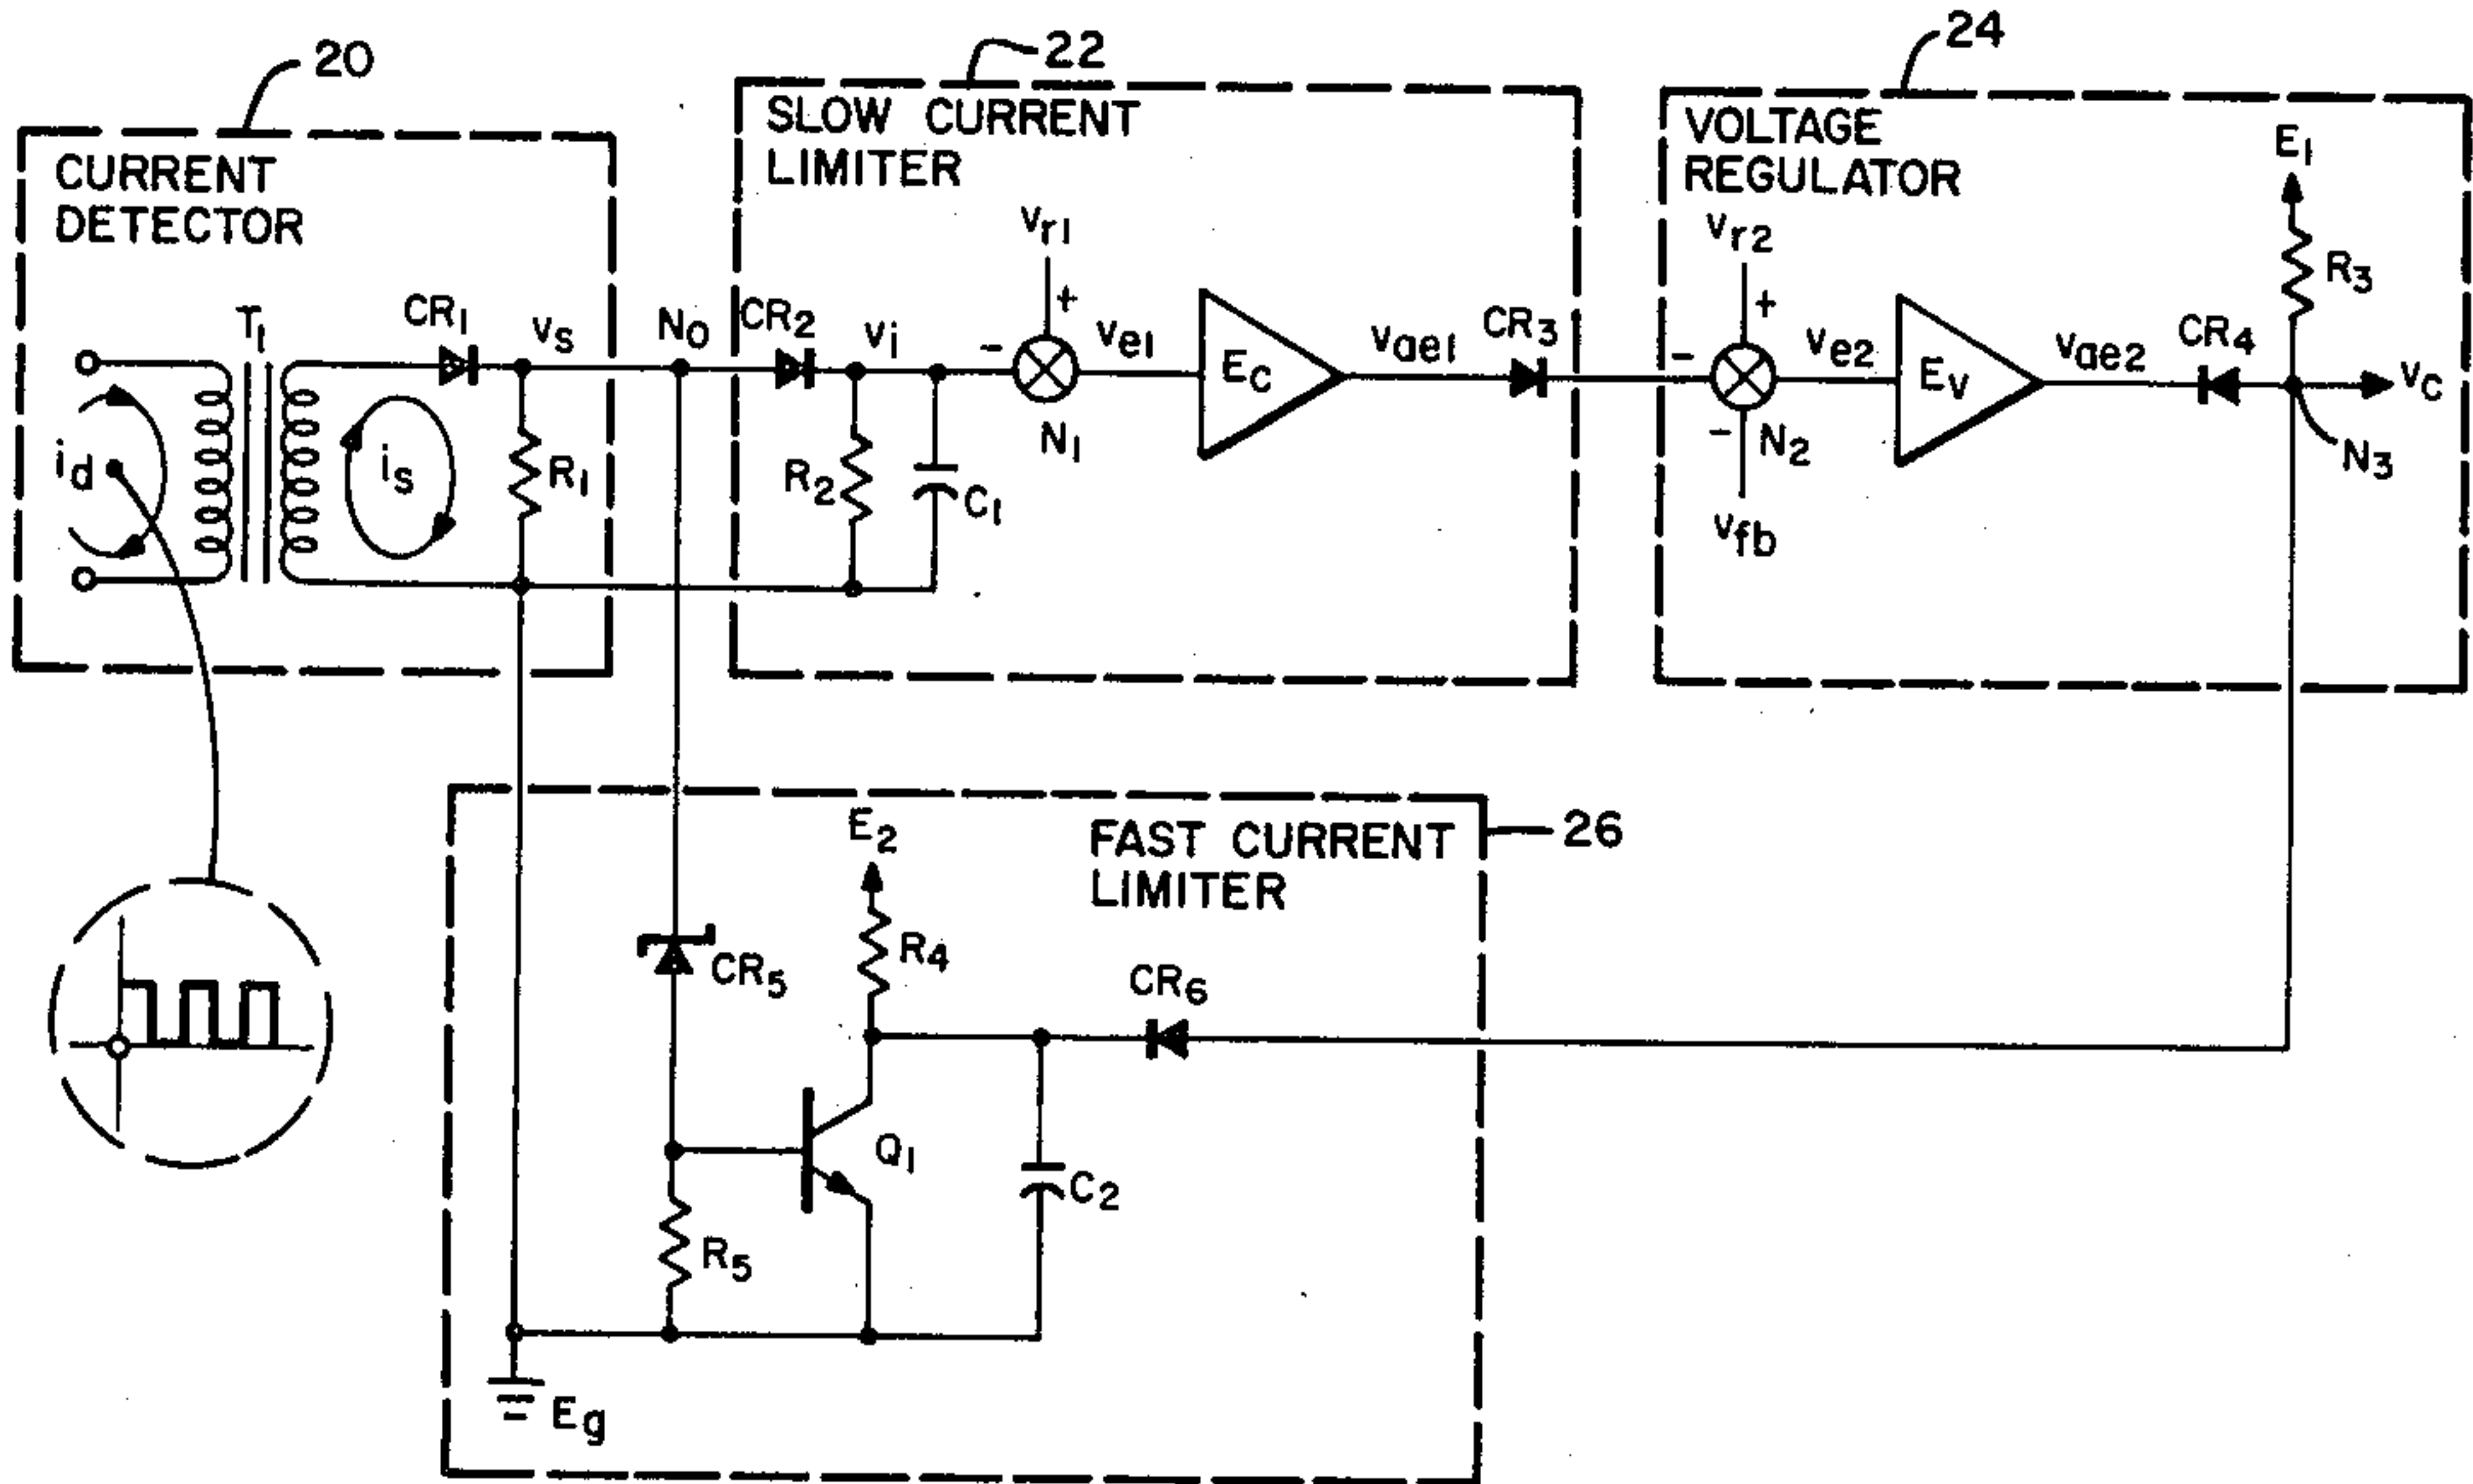 20
22
24
CURRENT
DETECTOR
SLOW CURRENT
LIMITER
VOLTAGE
REGULATOR
E1
R3
T1
CR1
vs
N0
CR2
vi
vr1
+
-
ve1
N1
EC
vae1
CR3
vr2
+
-
-
ve2
N2
vfb
EV
vae2
CR4
vC
N3
id
is
R1
R2
C1
FAST CURRENT
LIMITER
26
E2
R4
CR5
CR6
Q1
C2
R5
Eg